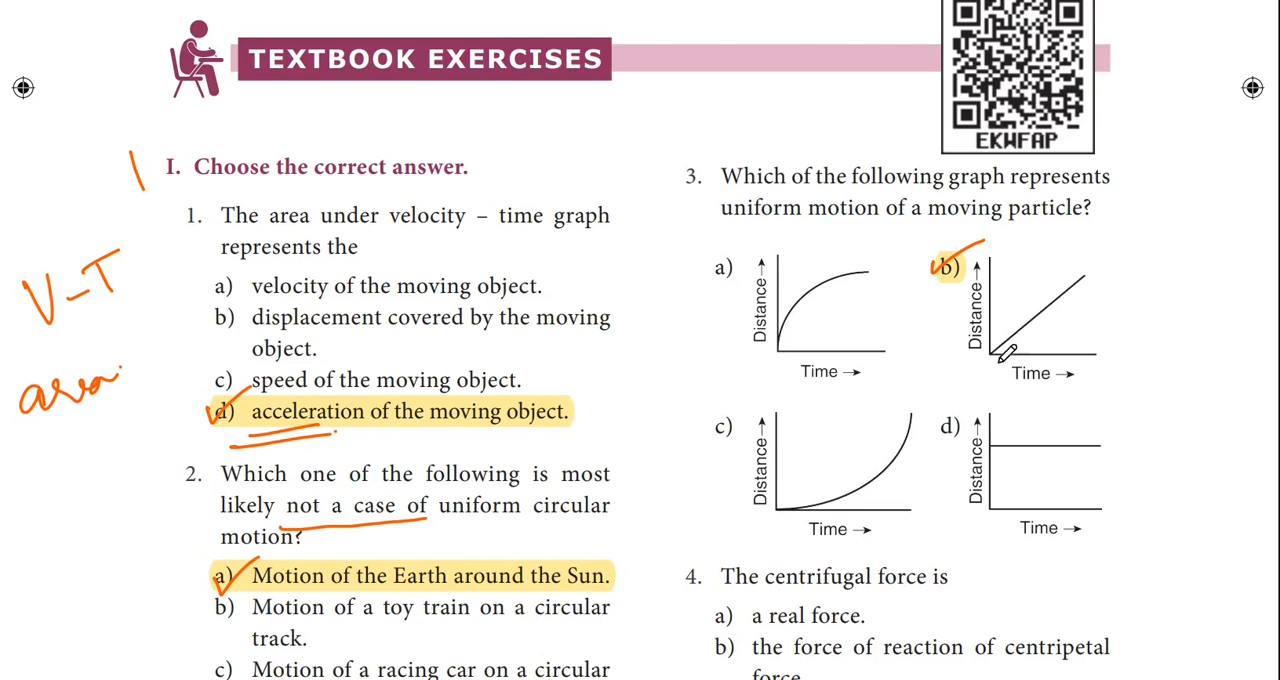 TEXTBOOK EXERCISES
EKWFAP
I. Choose the correct answer.
1. The area under velocity – time graph
represents the
a) velocity of the moving object.
b) displacement covered by the moving
object.
c) speed of the moving object.
d) acceleration of the moving object.
2. Which one of the following is most
likely not a case of uniform circular
motion?
a) Motion of the Earth around the Sun.
b) Motion of a toy train on a circular
track.
c) Motion of a racing car on a circular
V-T
area
3. Which of the following graph represents
uniform motion of a moving particle?
a)
Distance
Time
b)
Distance
Time
c)
Distance
Time
d)
Distance
Time
4. The centrifugal force is
a) a real force.
b) the force of reaction of centripetal
force.